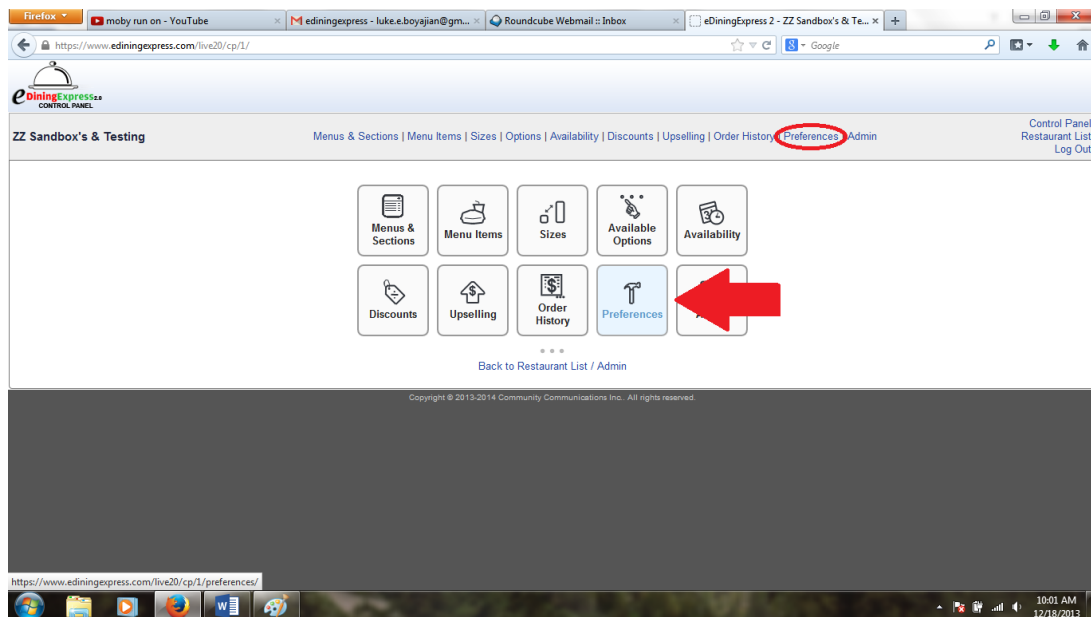 Firefox
moby run on - YouTube
ediningexpress - luke.e.boyajian@gm...
Roundcube Webmail :: Inbox
eDiningExpress 2 - ZZ Sandbox's & Te...
https://www.ediningexpress.com/live20/cp/1/
Google
eDiningExpress2.0
CONTROL PANEL
ZZ Sandbox's & Testing
Menus & Sections | Menu Items | Sizes | Options | Availability | Discounts | Upselling | Order History | Preferences | Admin
Control Panel
Restaurant List
Log Out
Menus &
Sections
Menu Items
Sizes
Available
Options
Availability
Discounts
Upselling
Order
History
Preferences
Back to Restaurant List / Admin
Copyright © 2013-2014 Community Communications Inc.. All rights reserved.
https://www.ediningexpress.com/live20/cp/1/preferences/
10:01 AM
12/18/2013